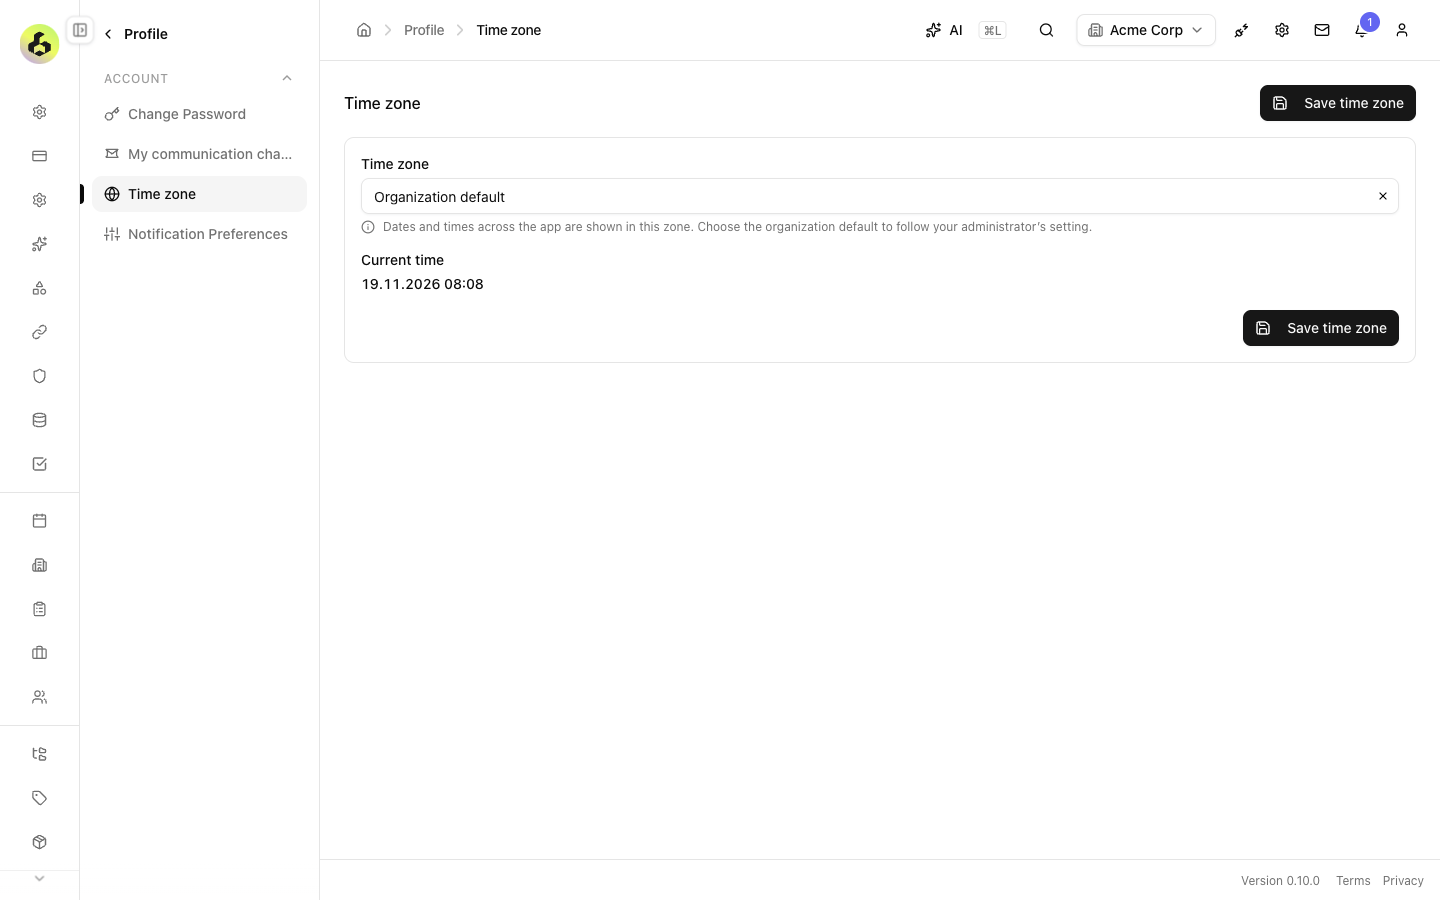 Profile
ACCOUNT
Change Password
My communication cha...
Time zone
Notification Preferences
Profile
Time zone
AI
⌘L
Acme Corp
1
Time zone
Save time zone
Time zone
Organization default
Dates and times across the app are shown in this zone. Choose the organization default to follow your administrator's setting.
Current time
19.11.2026 08:08
Save time zone
Version 0.10.0
Terms
Privacy